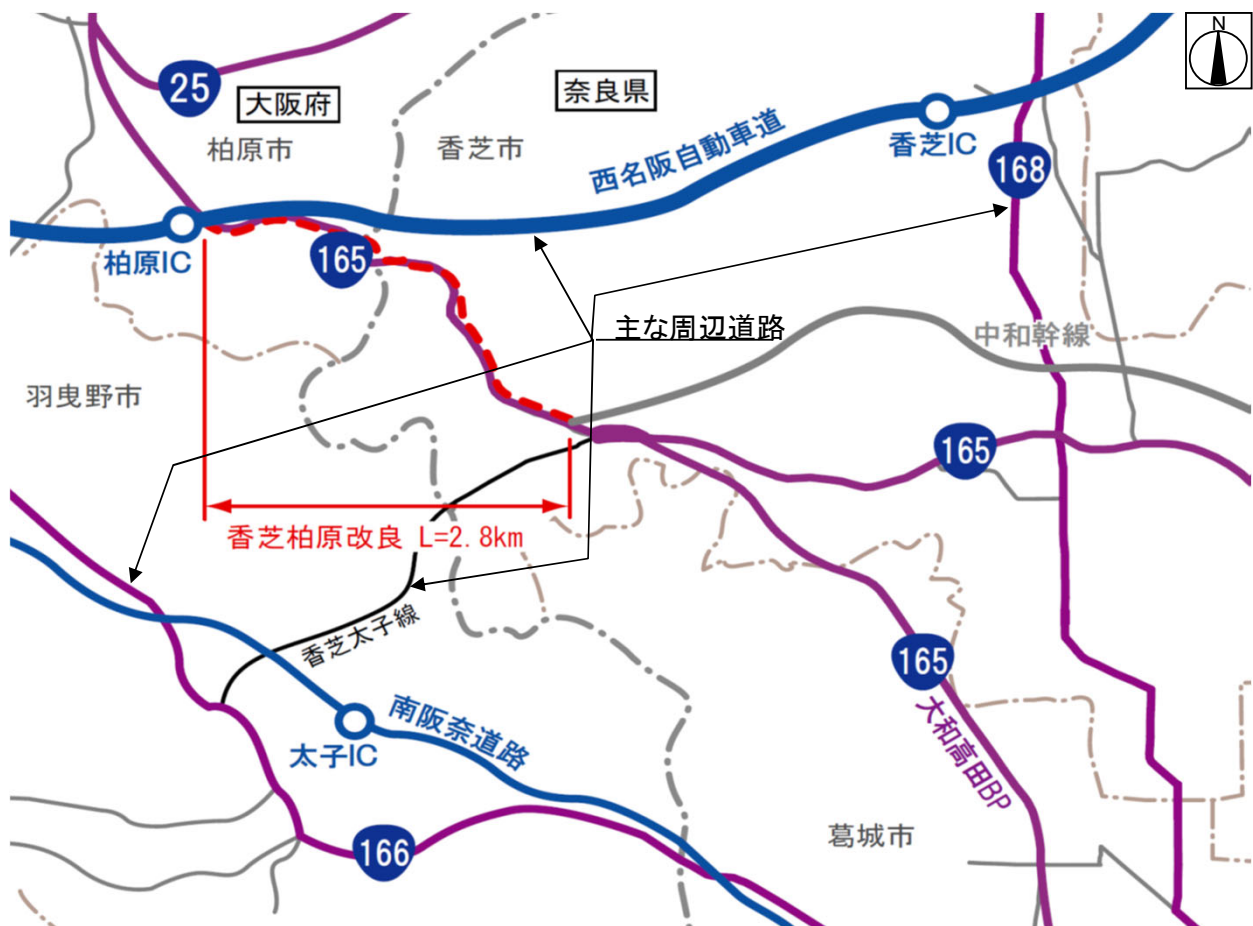 N
25
大阪府
奈良県
柏原市
香芝市
西名阪自動車道
香芝IC
168
柏原IC
165
主な周辺道路
中和幹線
羽曳野市
165
香芝柏原改良 L=2.8km
香芝太子線
165
南阪奈道路
太子IC
大和高田BP
葛城市
166